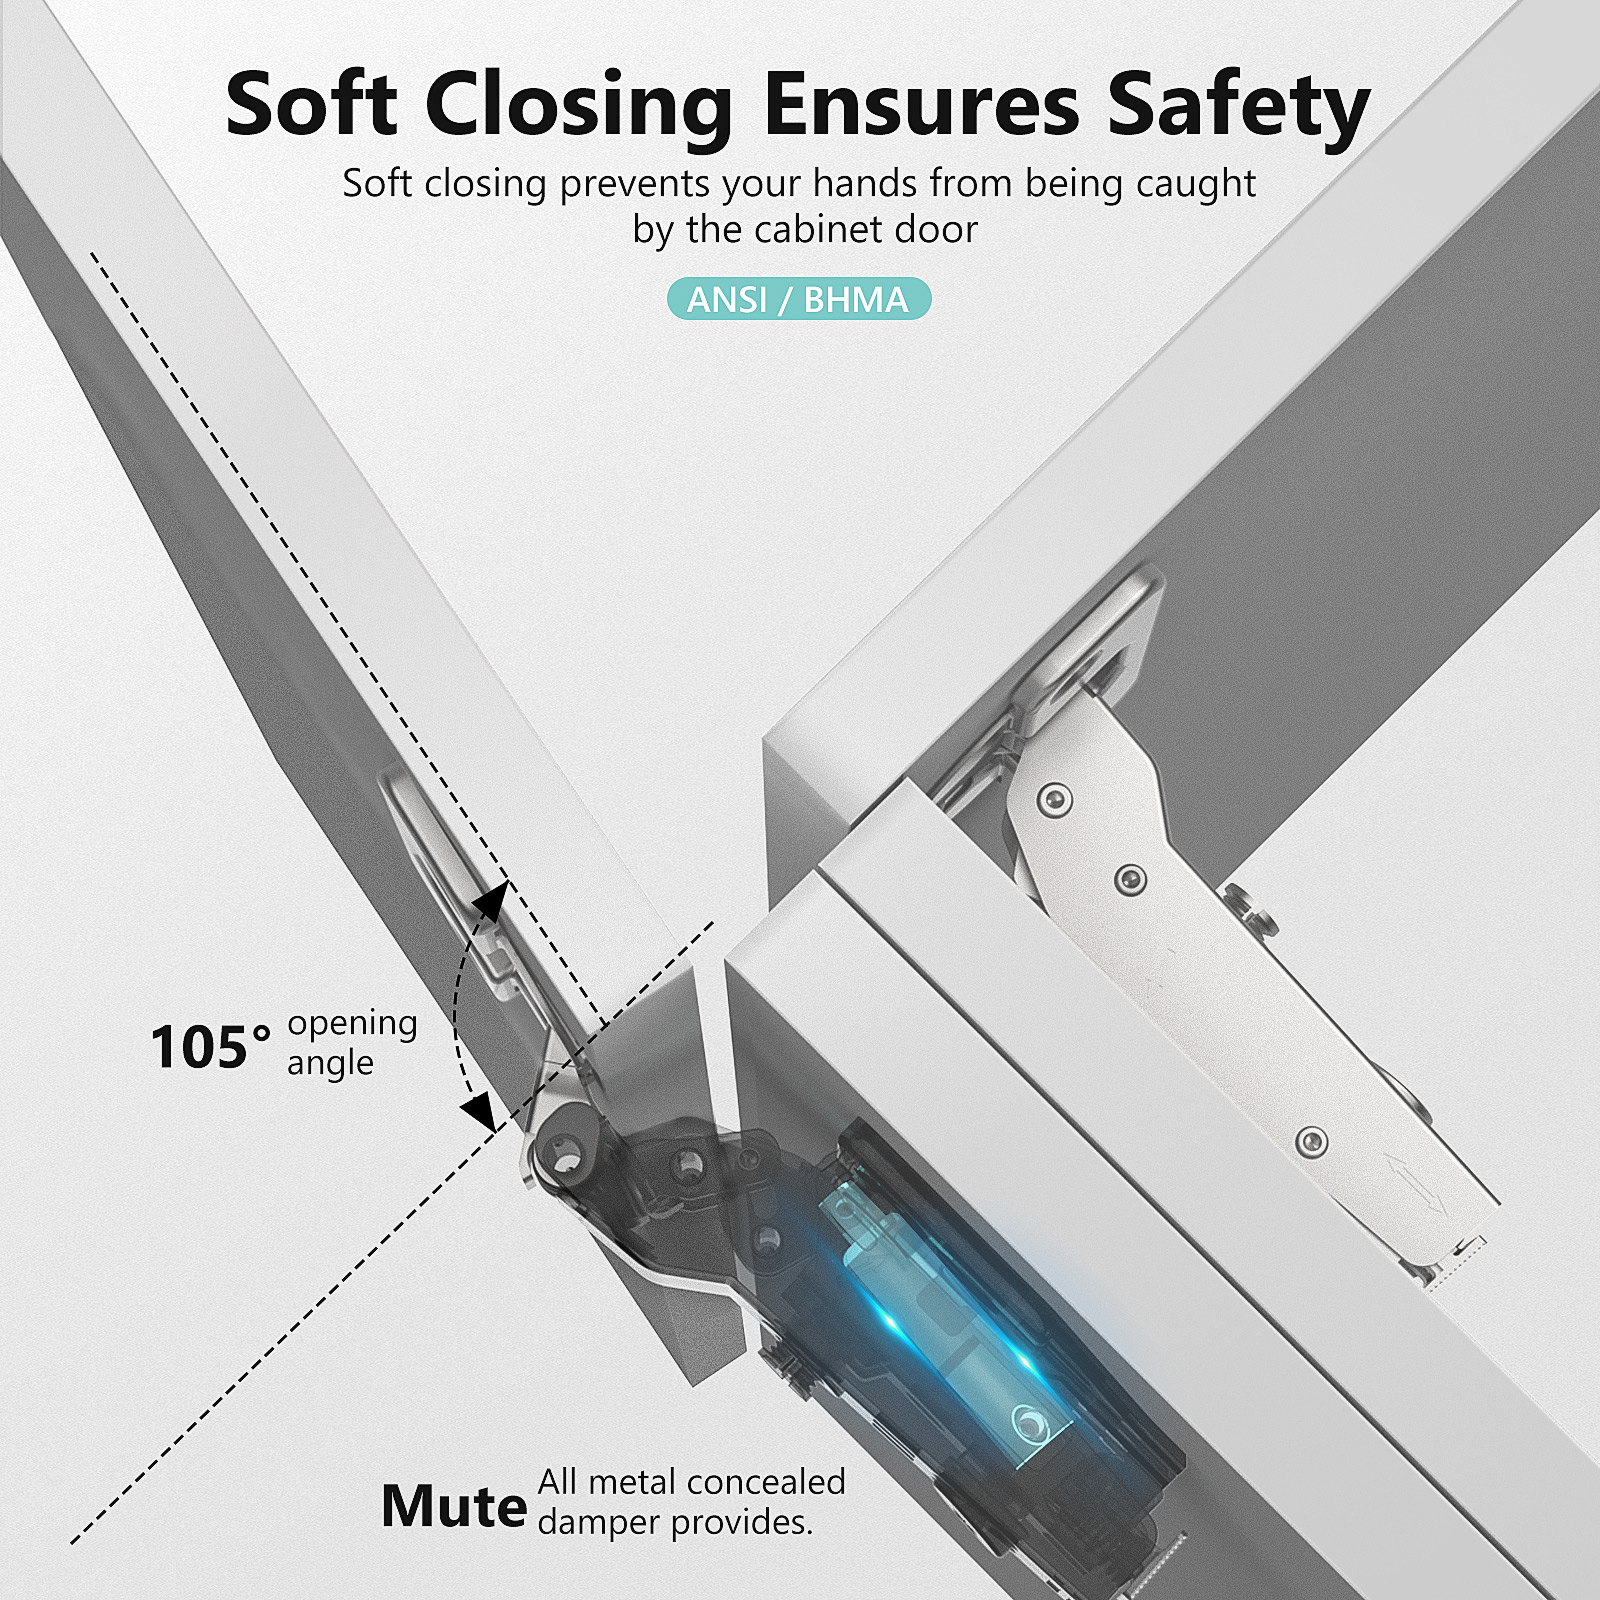 Soft Closing Ensures Safety
Soft closing prevents your hands from being caught
by the cabinet door
ANSI / BHMA
105° opening
angle
Mute All metal concealed
damper provides.